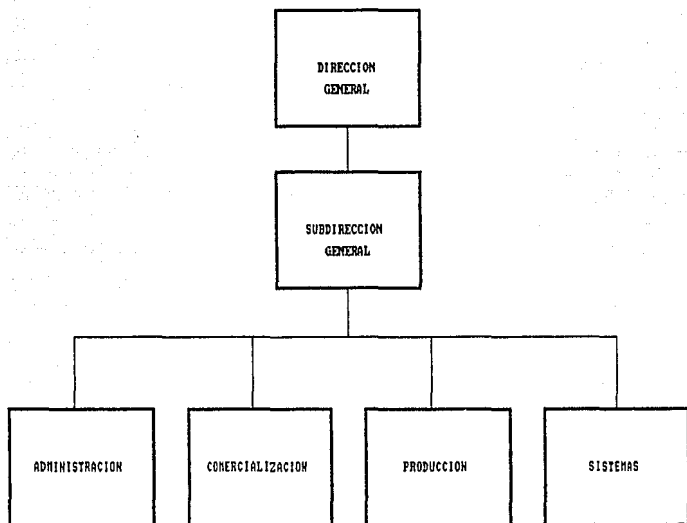 DIRECCION
GENERAL
SUBDIRECCION
GENERAL
ADMINISTRACION
COMERCIALIZACION
PRODUCCION
SISTEMAS